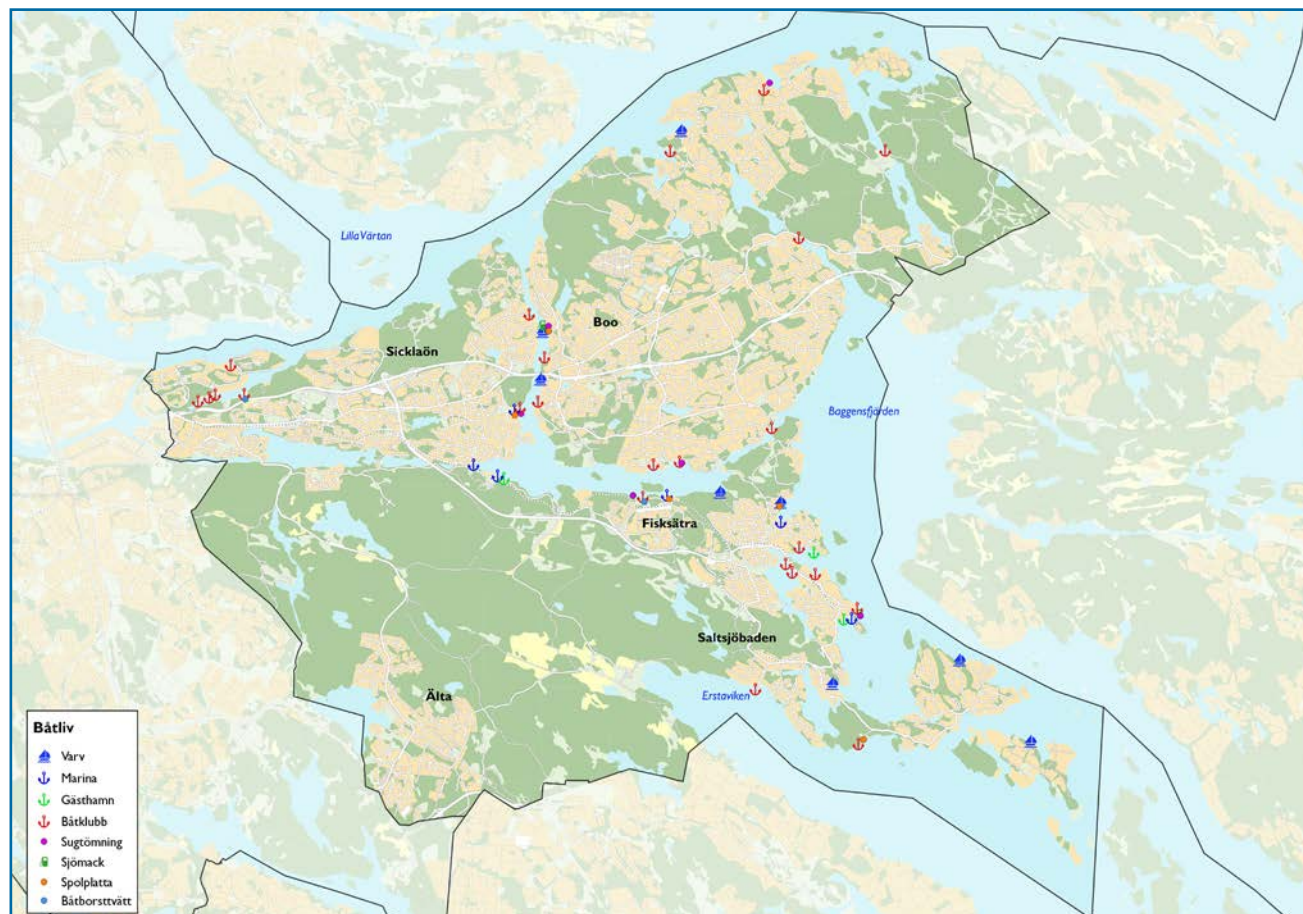 Lilla Värtan
Boo
Sicklaön
Baggensfjärden
Fisksätra
Saltsjöbaden
Erstaviken
Älta
Båtliv
Varv
Marina
Gästhamn
Båtklubb
Sugtömning
Sjömack
Spolplatta
Båtborsttvätt